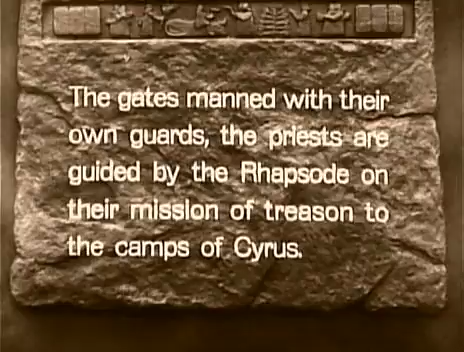 The gates manned with their
own guards, the priests are
guided by the Rhapsode on
their mission of treason to
the camps of Cyrus.